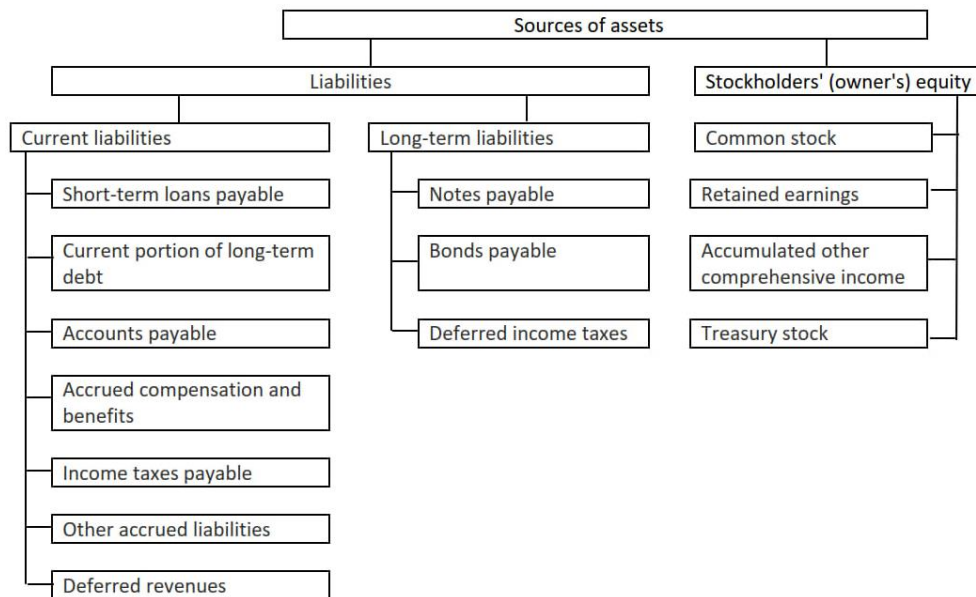 Sources of assets
Liabilities
Stockholders' (owner's) equity
Current liabilities
Short-term loans payable
Current portion of long-term
debt
Accounts payable
Accrued compensation and
benefits
Income taxes payable
Other accrued liabilities
Deferred revenues
Long-term liabilities
Notes payable
Bonds payable
Deferred income taxes
Common stock
Retained earnings
Accumulated other
comprehensive income
Treasury stock